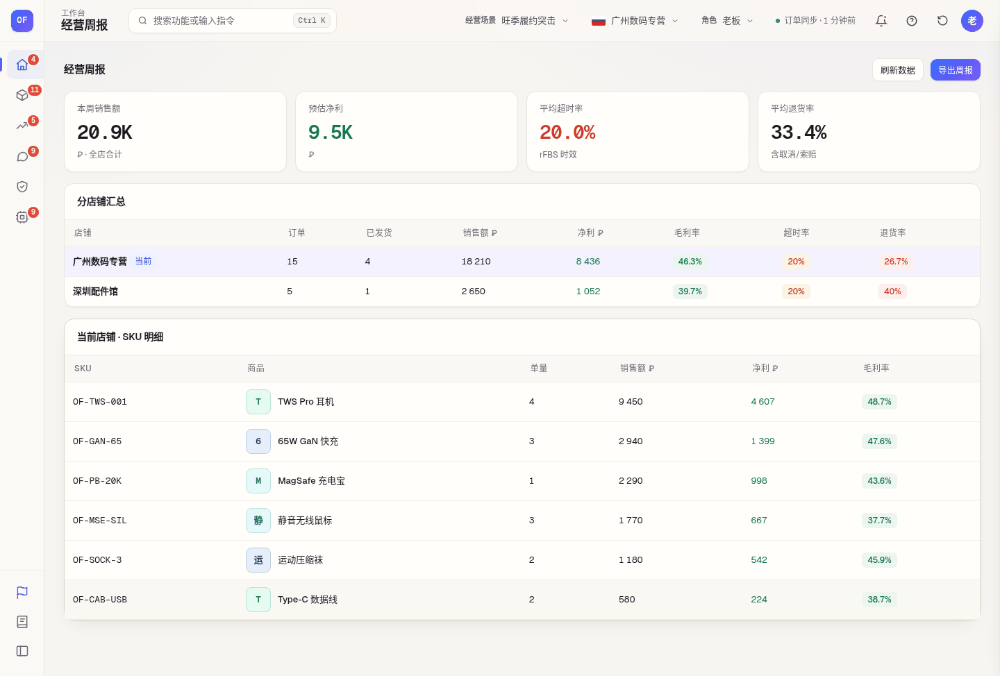 OF
工作台
经营周报
搜索功能或输入指令
Ctrl K
经营场景 旺季履约突击
广州数码专营
角色 老板
订单同步 · 1 分钟前
老
4
11
5
9
9
经营周报
刷新数据
导出周报
本周销售额
20.9K
₽ · 全店合计
预估净利
9.5K
₽
平均超时率
20.0%
rFBS 时效
平均退货率
33.4%
含取消/索赔
分店铺汇总
店铺 订单 已发货 销售额 ₽ 净利 ₽ 毛利率 超时率 退货率
广州数码专营 当前 15 4 18 210 8 436 46.3% 20% 26.7%
深圳配件馆 5 1 2 650 1 052 39.7% 20% 40%
当前店铺 · SKU 明细
SKU 商品 单量 销售额 ₽ 净利 ₽ 毛利率
OF-TWS-001 T TWS Pro 耳机 4 9 450 4 607 48.7%
OF-GAN-65 6 65W GaN 快充 3 2 940 1 399 47.6%
OF-PB-20K M MagSafe 充电宝 1 2 290 998 43.6%
OF-MSE-SIL 静 静音无线鼠标 3 1 770 667 37.7%
OF-SOCK-3 运 运动压缩袜 2 1 180 542 45.9%
OF-CAB-USB T Type-C 数据线 2 580 224 38.7%